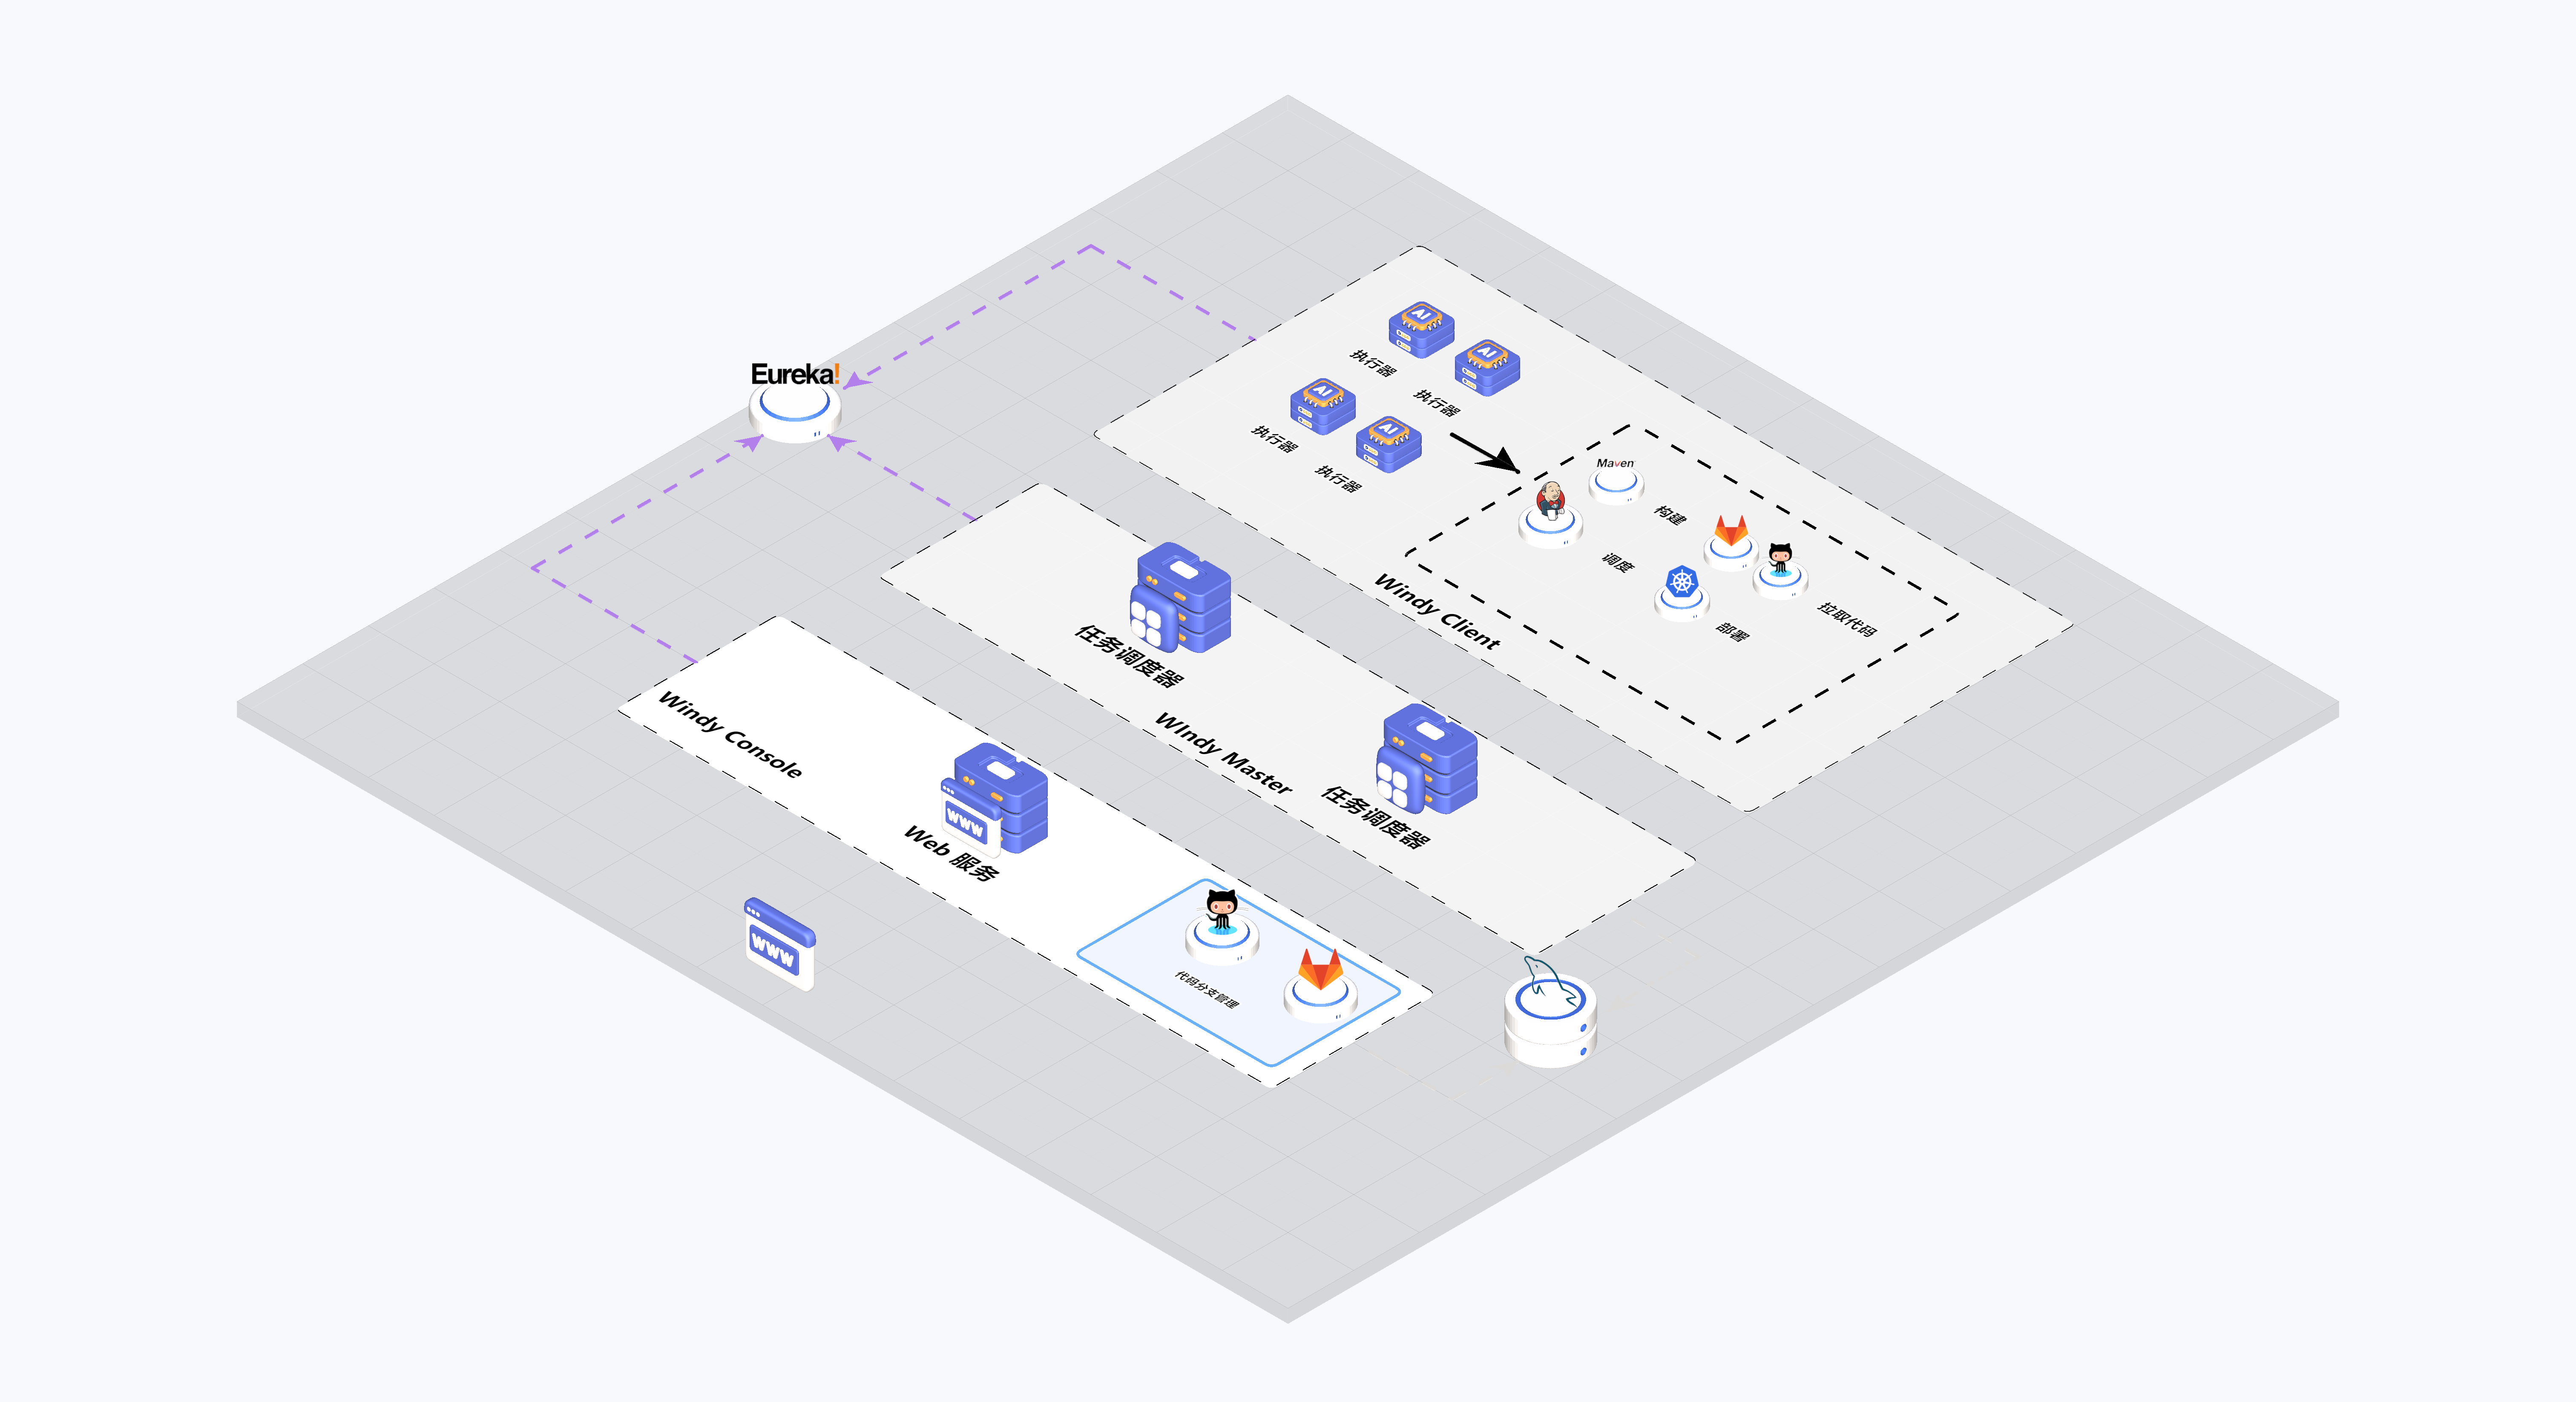 Eureka!
AI
执行器
AI
执行器
AI
执行器
AI
执行器
Maven
构建
调度
拉取代码
部署
Windy Client
任务调度器
WIndy Master
任务调度器
Windy Console
WWW
Web 服务
WWW
代码分支管理